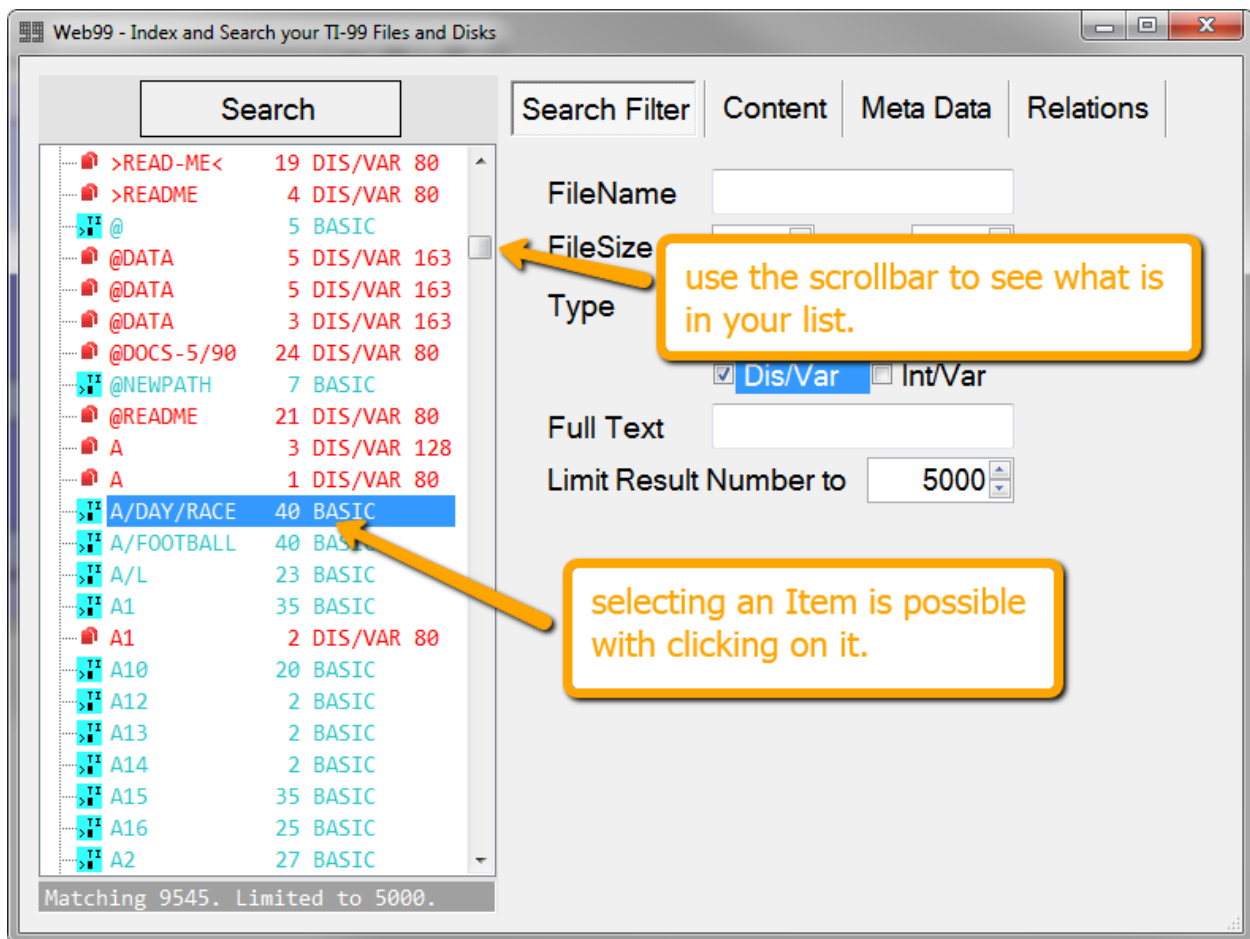 Web99 - Index and Search your TI-99 Files and Disks
Search
Search Filter Content Meta Data Relations
>READ-ME< 19 DIS/VAR 80
>README 4 DIS/VAR 80
@ 5 BASIC
@DATA 5 DIS/VAR 163
@DATA 5 DIS/VAR 163
@DATA 3 DIS/VAR 163
@DOCS-5/90 24 DIS/VAR 80
@NEWPATH 7 BASIC
@README 21 DIS/VAR 80
A 3 DIS/VAR 128
A 1 DIS/VAR 80
A/DAY/RACE 40 BASIC
A/FOOTBALL 40 BASIC
A/L 23 BASIC
A1 35 BASIC
A1 2 DIS/VAR 80
A10 20 BASIC
A12 2 BASIC
A13 2 BASIC
A14 2 BASIC
A15 35 BASIC
A16 25 BASIC
A2 27 BASIC
Matching 9545. Limited to 5000.
FileName
FileSize
Type
use the scrollbar to see what is
in your list.
Dis/Var Int/Var
Full Text
Limit Result Number to 5000
selecting an Item is possible
with clicking on it.